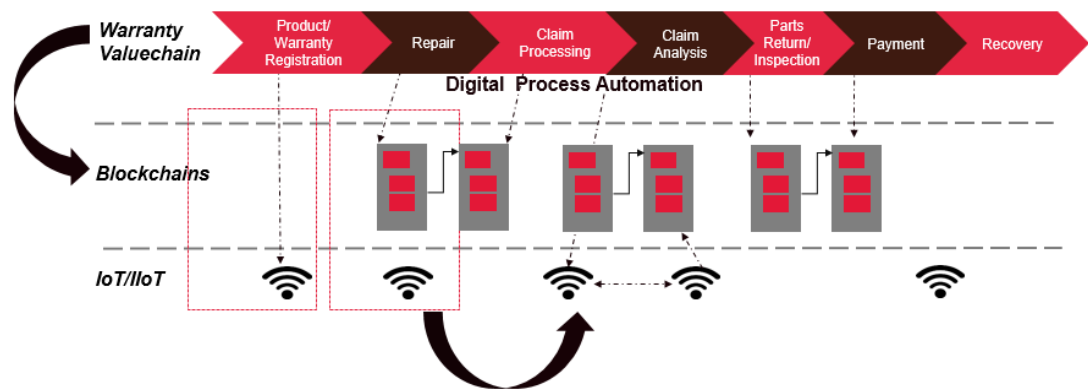 Warranty
Valuechain
Product/
Warranty
Registration
Repair
Claim
Processing
Claim
Analysis
Parts
Return/
Inspection
Payment
Recovery
Digital Process Automation
Blockchains
IoT/IIoT